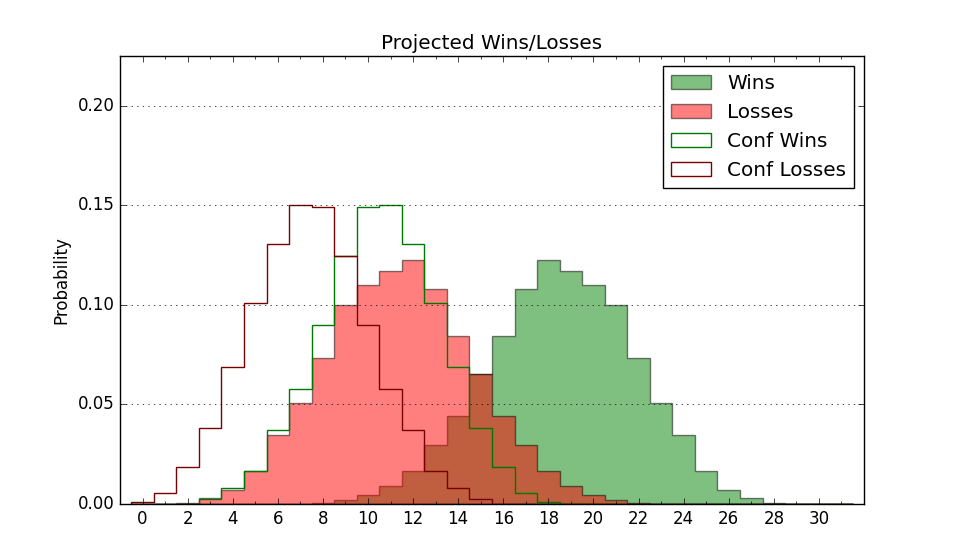 Projected Wins/Losses
Wins
Losses
Conf Wins
Conf Losses
Probability
0.20
0.15
0.10
0.05
0.00
0 2 4 6 8 10 12 14 16 18 20 22 24 26 28 30